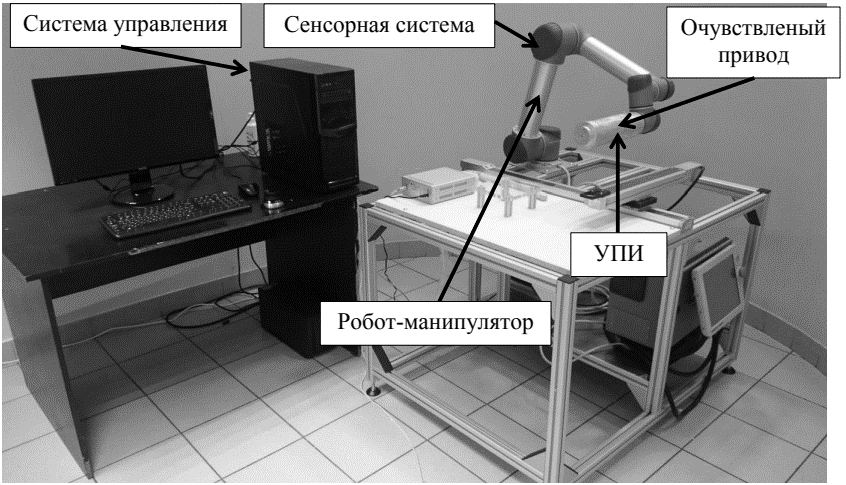 Система управления
Сенсорная система
Очувствленый
привод
УПИ
Робот-манипулятор